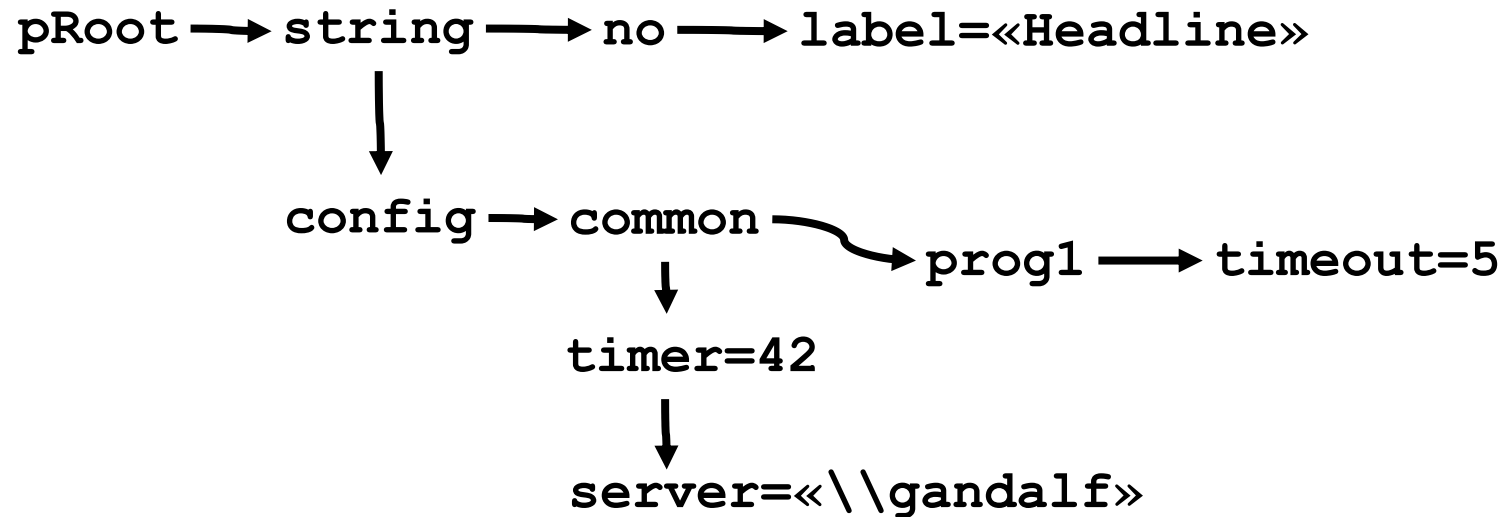 pRoot string no label=«Headline»
config common
prog1 timeout=5
timer=42
server=«\\gandalf»